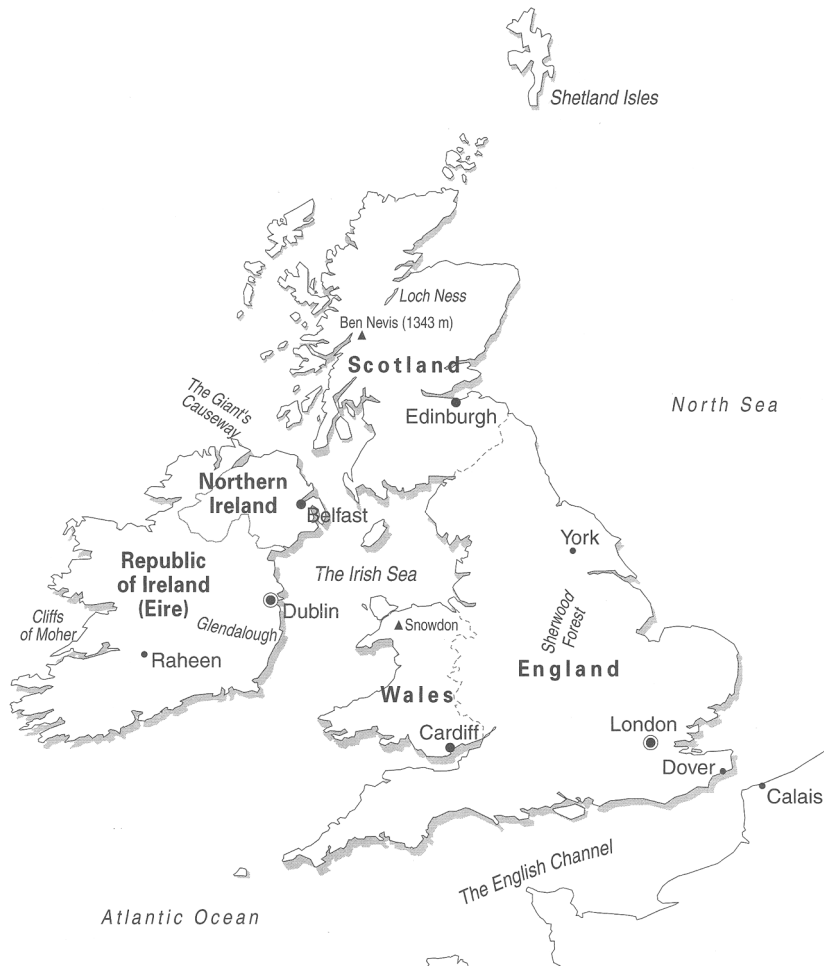 Shetland Isles
Loch Ness
Ben Nevis (1343 m)
Scotland
The Giant's
Causeway
Edinburgh
North Sea
Northern
Ireland
Belfast
York
Republic
of Ireland
(Eire)
The Irish Sea
Dublin
Cliffs
of Moher
Glendalough
Snowdon
Sherwood
Forest
Raheen
England
Wales
Cardiff
London
Dover
Calais
The English Channel
Atlantic Ocean